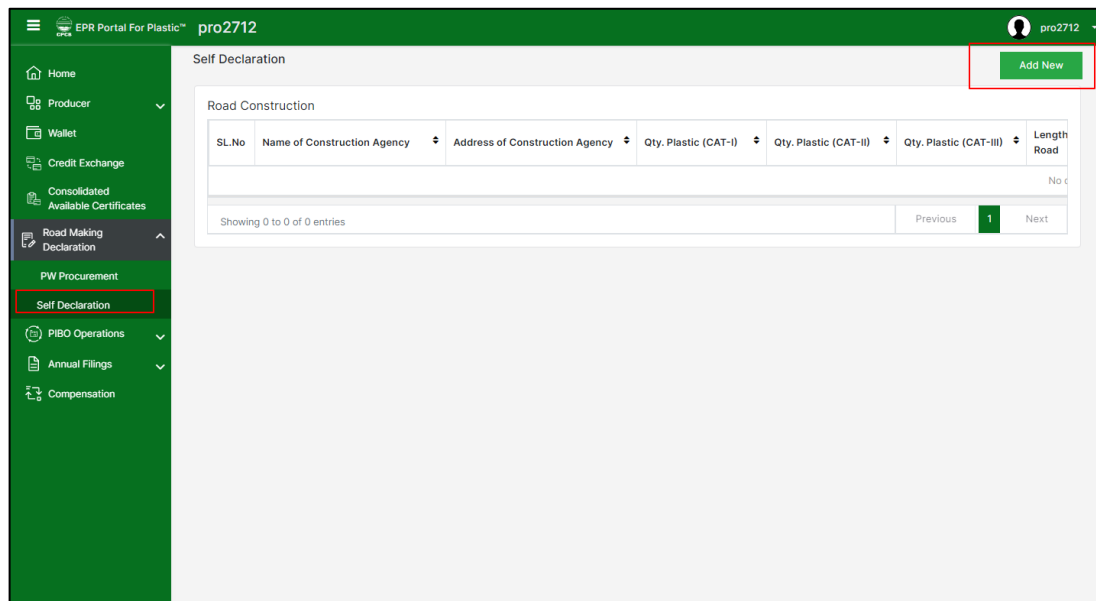 EPR Portal For Plastic™ pro2712
CPCB
pro2712
Self Declaration
Add New
Home
Producer
Wallet
Credit Exchange
Consolidated
Available Certificates
Road Making
Declaration
PW Procurement
Self Declaration
PIBO Operations
Annual Filings
Compensation
Road Construction
SL.No Name of Construction Agency Address of Construction Agency Qty. Plastic (CAT-I) Qty. Plastic (CAT-II) Qty. Plastic (CAT-III) Length
Road
No
Showing 0 to 0 of 0 entries
Previous 1 Next